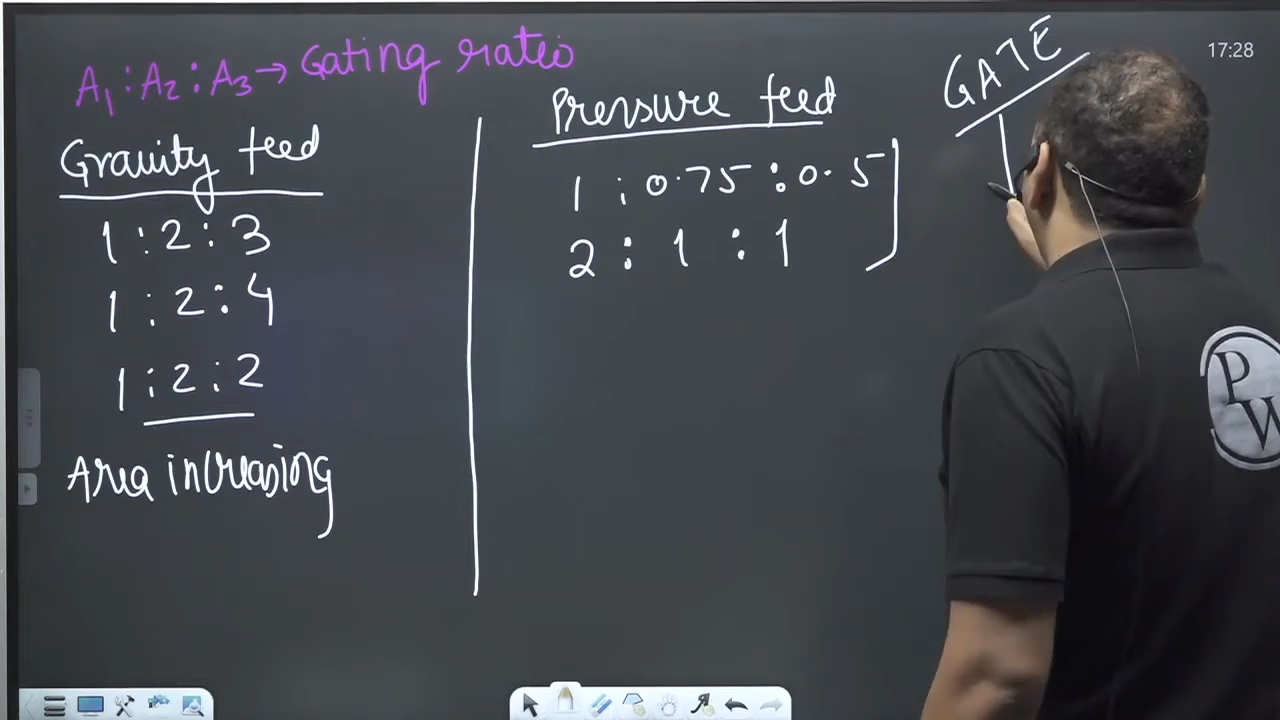 A₁ : A₂ : A₃ → Gating ratio
Gravity feed
1 : 2 : 3
1 : 2 : 4
1 : 2 : 2
Area increasing
Pressure feed
1 : 0.75 : 0.5
2 : 1 : 1
GATE
17:28
PW